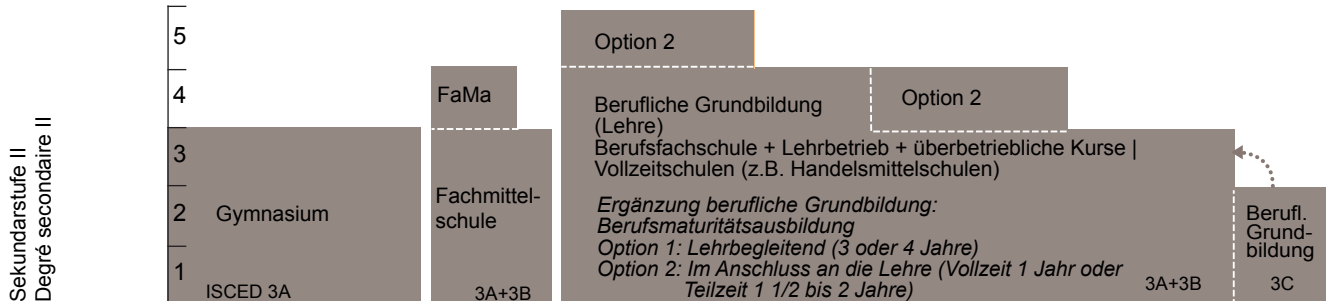 Sekundarstufe II
Degré secondaire II
5
4
3
2
1
Gymnasium
ISCED 3A
FaMa
Fachmittel-
schule
3A+3B
Option 2
Option 2
Berufliche Grundbildung
(Lehre)
Berufsfachschule + Lehrbetrieb + überbetriebliche Kurse |
Vollzeitschulen (z.B. Handelsmittelschulen)
Ergänzung berufliche Grundbildung:
Berufsmaturitätsausbildung
Option 1: Lehrbegleitend (3 oder 4 Jahre)
Option 2: Im Anschluss an die Lehre (Vollzeit 1 Jahr oder
Teilzeit 1 1/2 bis 2 Jahre)
3A+3B
Berufl.
Grund-
bildung
3C